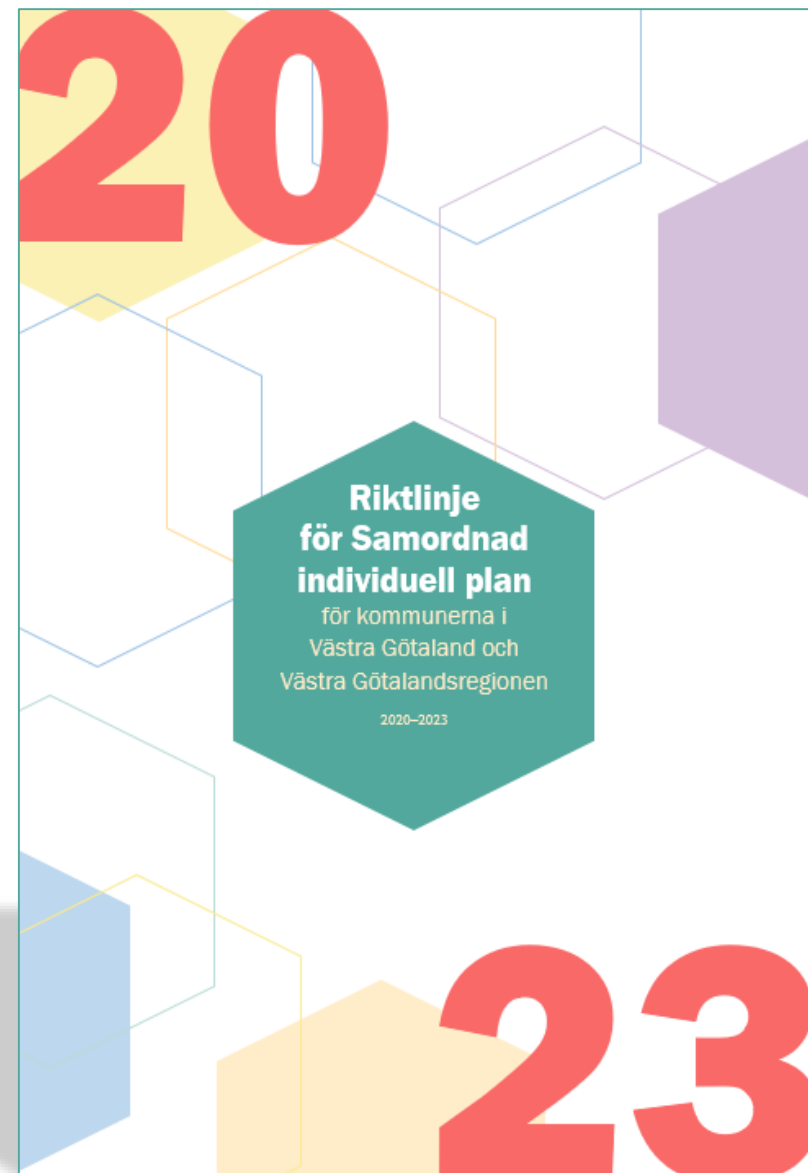 20
Riktlinje
för Samordnad
individuell plan
för kommunerna i
Västra Götaland och
Västra Götalandsregionen
2020–2023
23